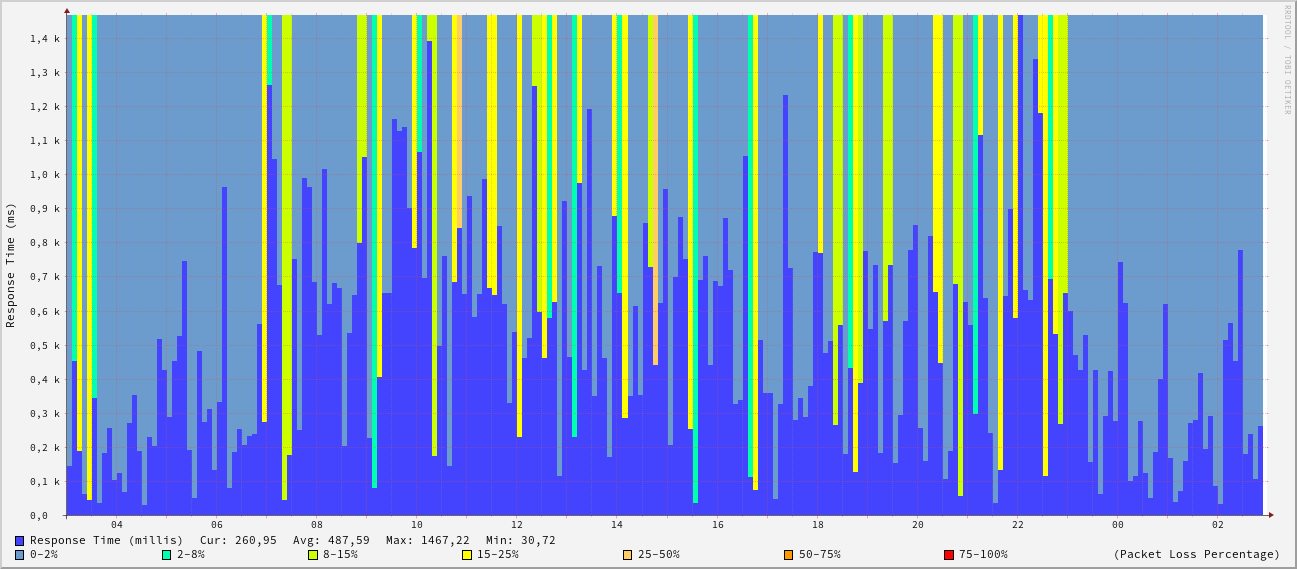 RRDTOOL / TOBI OETIKER
Response Time (ms)
1,4 k
1,3 k
1,2 k
1,1 k
1,0 k
0,9 k
0,8 k
0,7 k
0,6 k
0,5 k
0,4 k
0,3 k
0,2 k
0,1 k
0,0
04 06 08 10 12 14 16 18 20 22 00 02
Response Time (millis) Cur: 260,95 Avg: 487,59 Max: 1467,22 Min: 30,72
0-2% 2-8% 8-15% 15-25% 25-50% 50-75% 75-100% (Packet Loss Percentage)